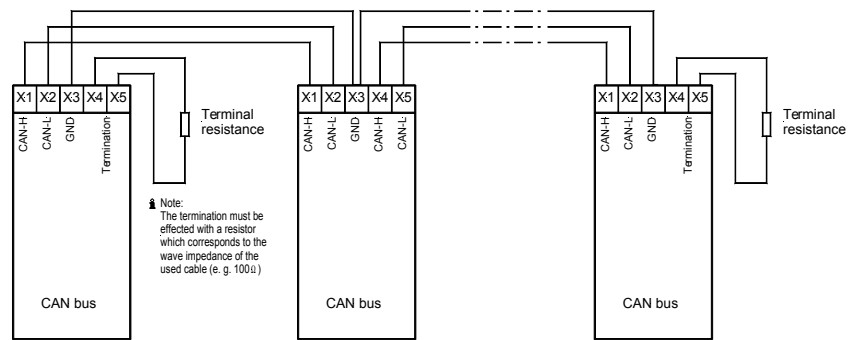 X1 X2 X3 X4 X5
X1 X2 X3 X4 X5
X1 X2 X3 X4 X5
CAN-H
CAN-L
GND
Termination
Terminal
resistance
CAN-H
CAN-L
GND
CAN-H
CAN-L
CAN-H
CAN-L
GND
Termination
Terminal
resistance
Note:
The termination must be
effected with a resistor
which corresponds to the
wave impedance of the
used cable (e. g. 100Ω)
CAN bus
CAN bus
CAN bus